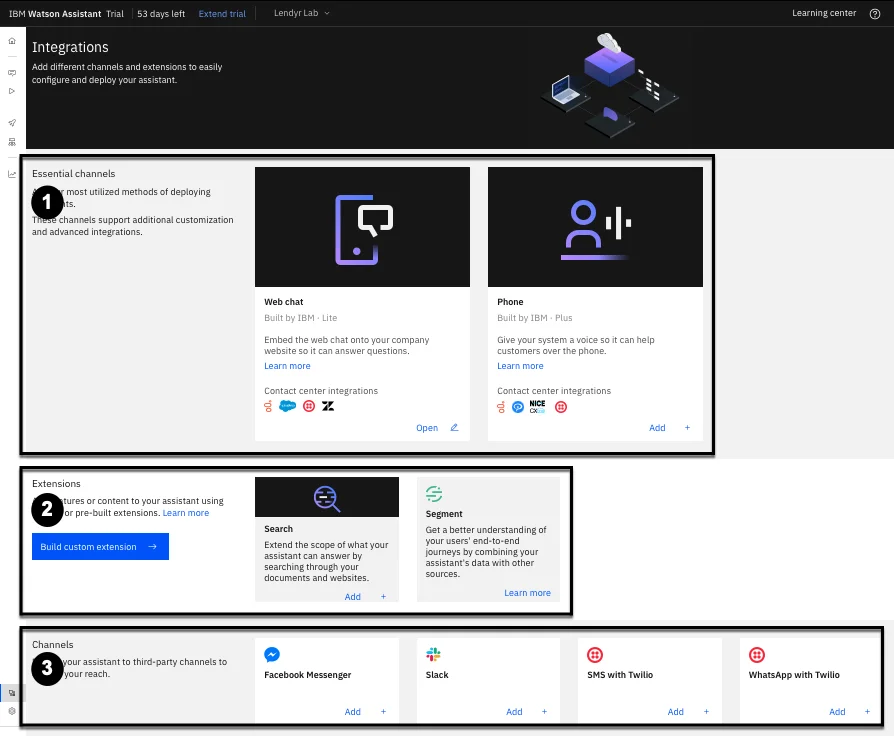 IBM Watson Assistant Trial 53 days left Extend trial Lendyr Lab Learning center
Integrations
Add different channels and extensions to easily
configure and deploy your assistant.
Essential channels
1
most utilized methods of deploying
These channels support additional customization
and advanced integrations.
Web chat
Built by IBM · Lite
Embed the web chat onto your company
website so it can answer questions.
Learn more
Contact center integrations
Open
Phone
Built by IBM · Plus
Give your system a voice so it can help
customers over the phone.
Learn more
Contact center integrations
NICE
CXone
Add +
Extensions
2
or content to your assistant using
or pre-built extensions. Learn more
Build custom extension →
Search
Extend the scope of what your
assistant can answer by
searching through your
documents and websites.
Add +
Segment
Get a better understanding of
your users' end-to-end
journeys by combining your
assistant's data with other
sources.
Learn more
Channels
3
your assistant to third-party channels to
your reach.
Facebook Messenger
Add +
Slack
Add +
SMS with Twilio
Add +
WhatsApp with Twilio
Add +